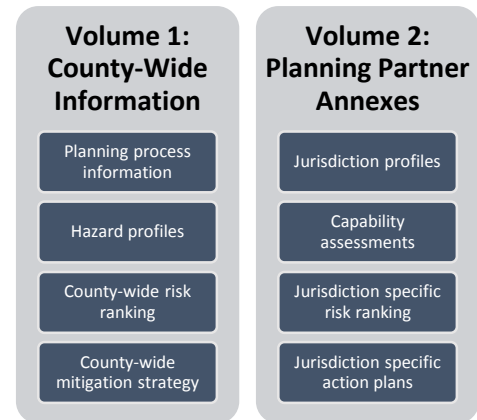 Volume 1:
County-Wide
Information
Planning process
information
Hazard profiles
County-wide risk
ranking
County-wide
mitigation strategy
Volume 2:
Planning Partner
Annexes
Jurisdiction profiles
Capability
assessments
Jurisdiction specific
risk ranking
Jurisdiction specific
action plans